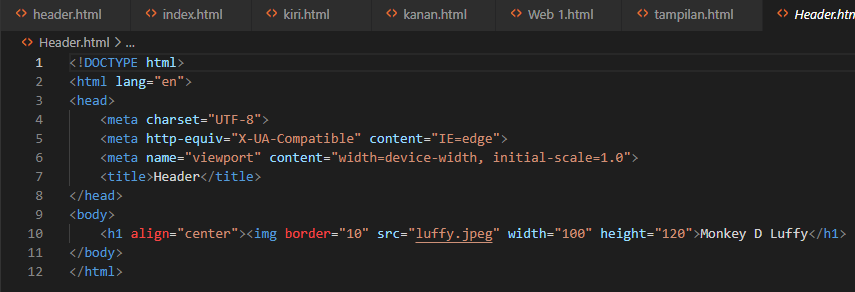 header.html index.html kiri.html kanan.html Web 1.html tampilan.html
Header.html > ...
1 <!DOCTYPE html>
2 <html lang="en">
3 <head>
4 <meta charset="UTF-8">
5 <meta http-equiv="X-UA-Compatible" content="IE=edge">
6 <meta name="viewport" content="width=device-width, initial-scale=1.0">
7 <title>Header</title>
8 </head>
9 <body>
10 <h1 align="center"><img border="10" src="luffy.jpeg" width="100" height="120">Monkey D Luffy</h1>
11 </body>
12 </html>